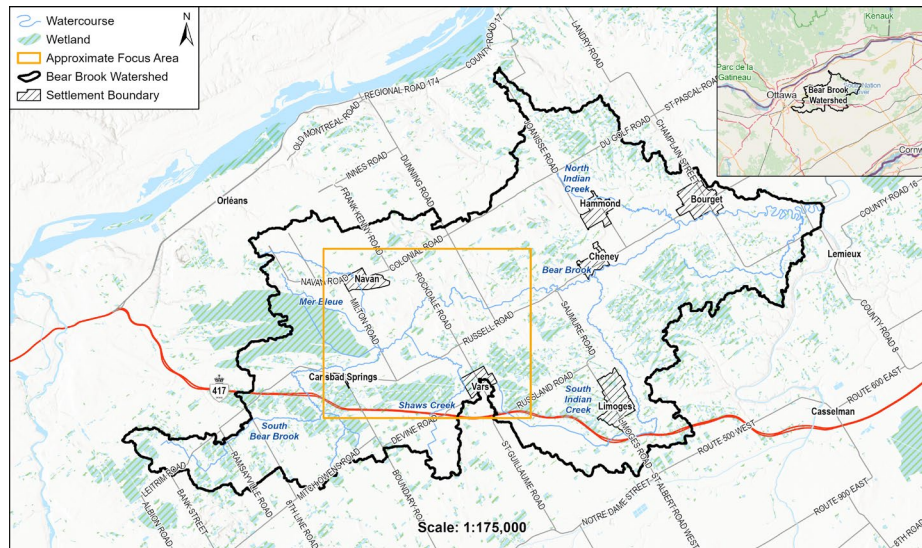 Watercourse
Wetland
Approximate Focus Area
Bear Brook Watershed
Settlement Boundary
N
COUNTY ROAD 17
LANDRY ROAD
ST PASCAL ROAD
REGIONAL ROAD 174
OLD MONTREAL ROAD
DU GOLF ROAD
JOANISSE ROAD
CHAMPLAIN STREET
INNES ROAD
DUNNING ROAD
FRANK KENNY ROAD
North
Indian
Creek
Hammond
Bourget
COUNTY ROAD 16
Orléans
COLONIAL ROAD
Cheney
Lemieux
Bear Brook
NAVAN ROAD
Navan
Mer Bleue
MILTON ROAD
ROCKDALE ROAD
RUSSELL ROAD
SAUMURE ROAD
COUNTY ROAD 8
417
Carlsbad Springs
Vars
RUSSLAND ROAD
ROUTE 600 EAST
Shaws Creek
South
Indian
Creek
Limoges
Casselman
South
Bear Brook
DEVINE ROAD
LIMOGES ROAD
ROUTE 500 WEST
LEITRIM ROAD
RAMSAYVILLE ROAD
8TH LINE ROAD
BOUNDARY ROAD
ST-GUILLAUME ROAD
ST ALBERT ROAD WEST
NOTRE DAME STREET
ROUTE 900 EAST
ALBION ROAD
BANK STREET
8TH ROAD
Scale: 1:175,000
Kenauk
Parc de la
Gatineau
Ottawa
Bear Brook
Watershed
Cornw